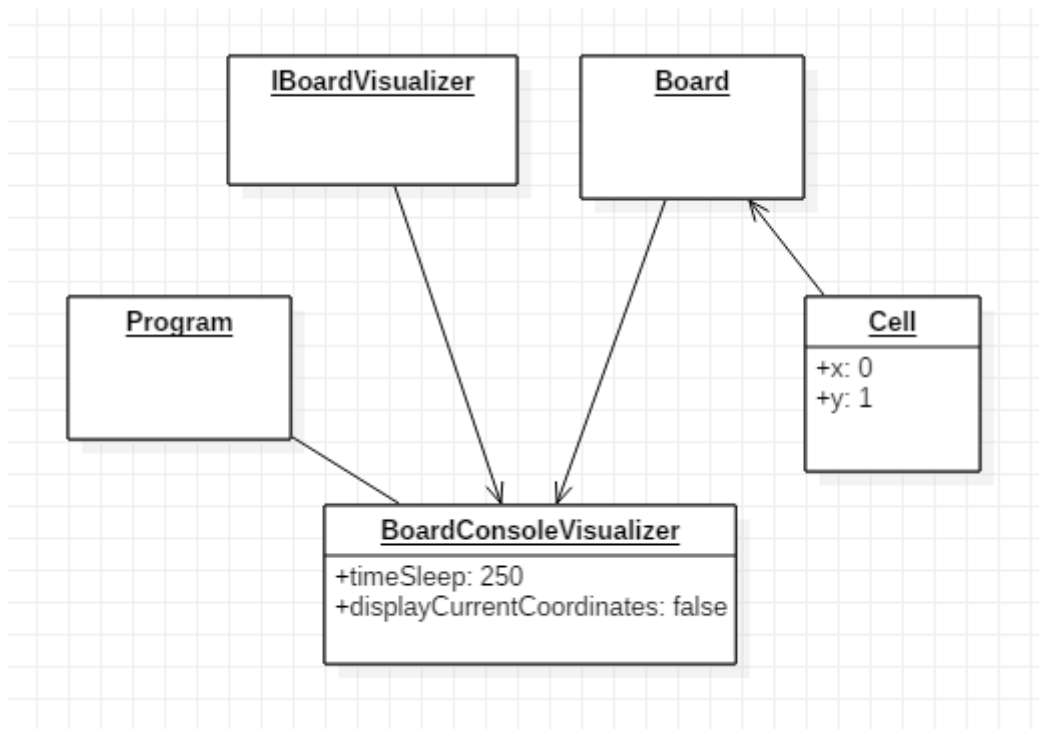 IBoardVisualizer
Board
Program
Cell
+x: 0
+y: 1
BoardConsoleVisualizer
+timeSleep: 250
+displayCurrentCoordinates: false